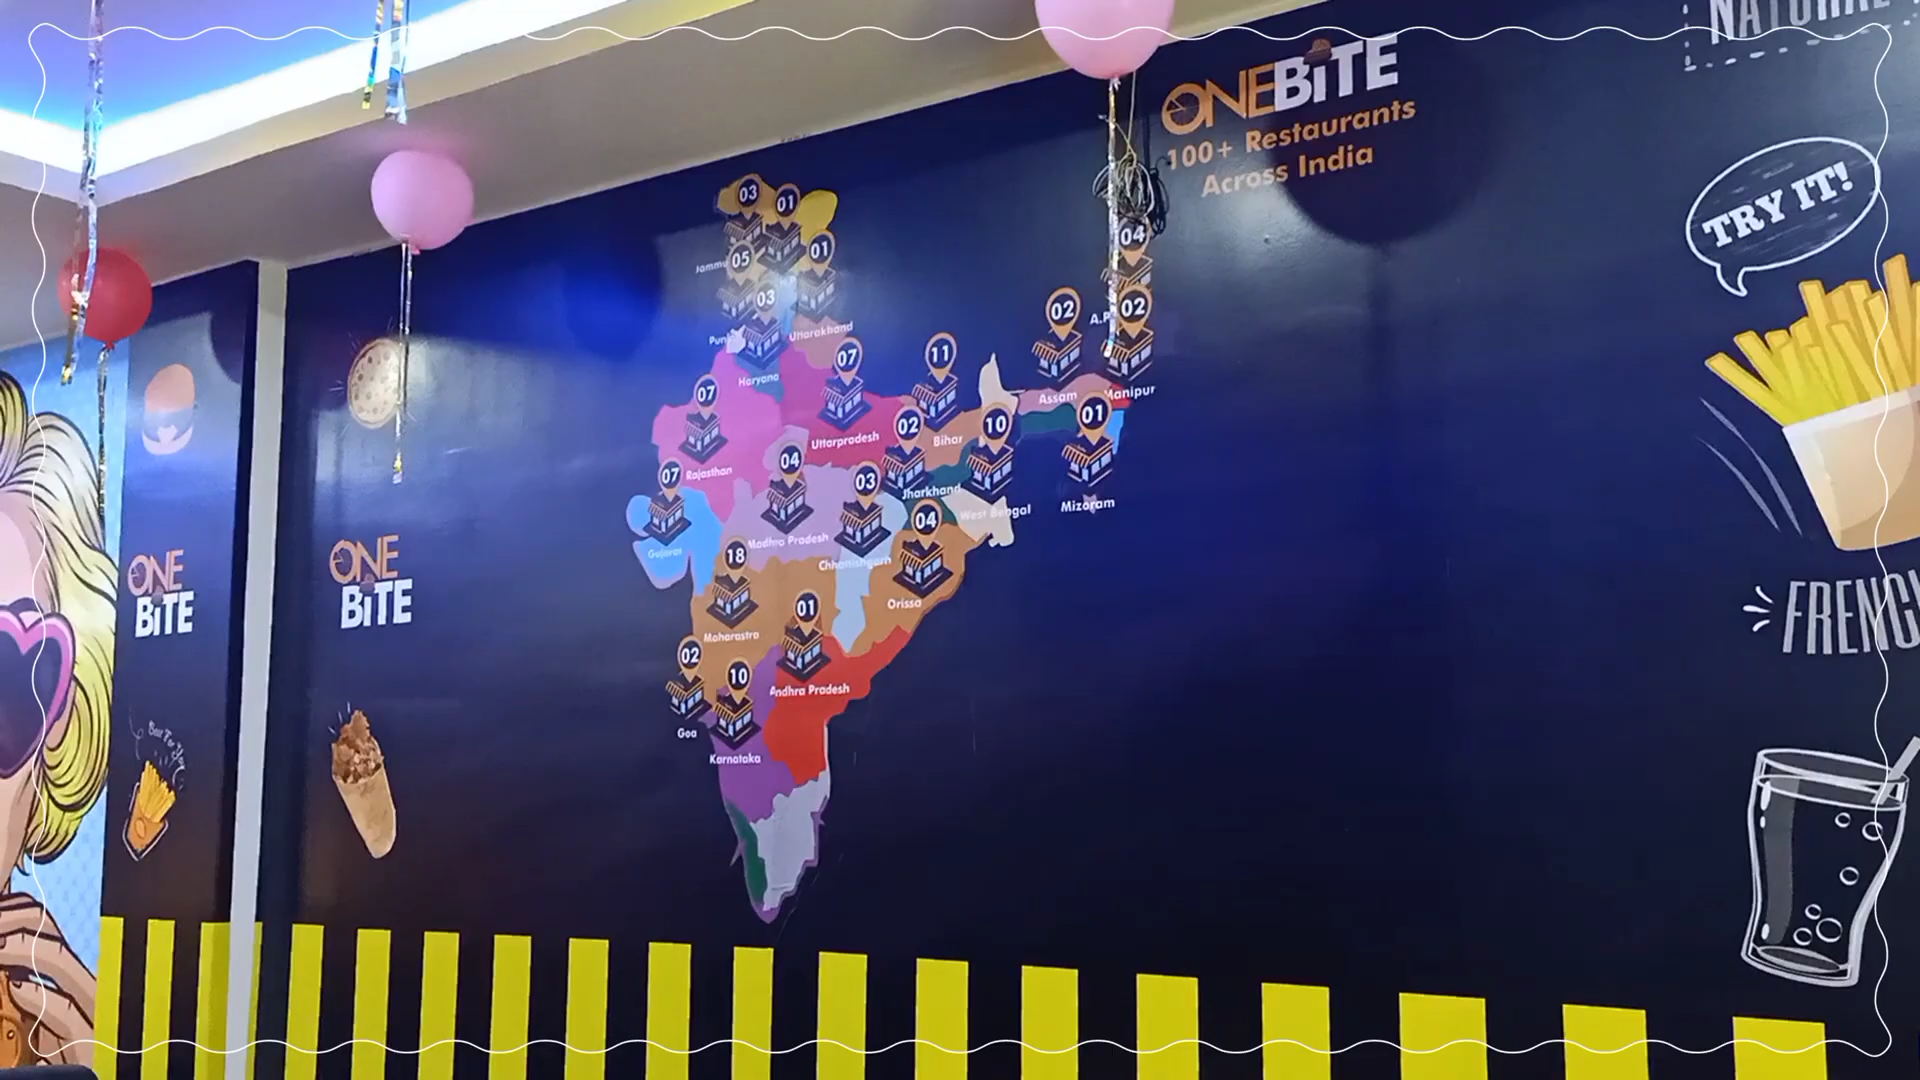 NATURAL
ONEBiTE
100+ Restaurants
Across India
TRY IT!
03
01
Jammu
05
01
03
Uttarakhand
Haryana
04
02
A.P
02
Assam
Manipur
07
Uttarpradesh
11
Bihar
07
Rajasthan
02
Jharkhand
10
West Bengal
01
Mizoram
07
Gujarat
04
Madhya Pradesh
03
Chhattishgarh
04
Orissa
18
Maharastra
01
Andhra Pradesh
02
Goa
10
Karnataka
ONE
BiTE
ONE
BiTE
FRENC